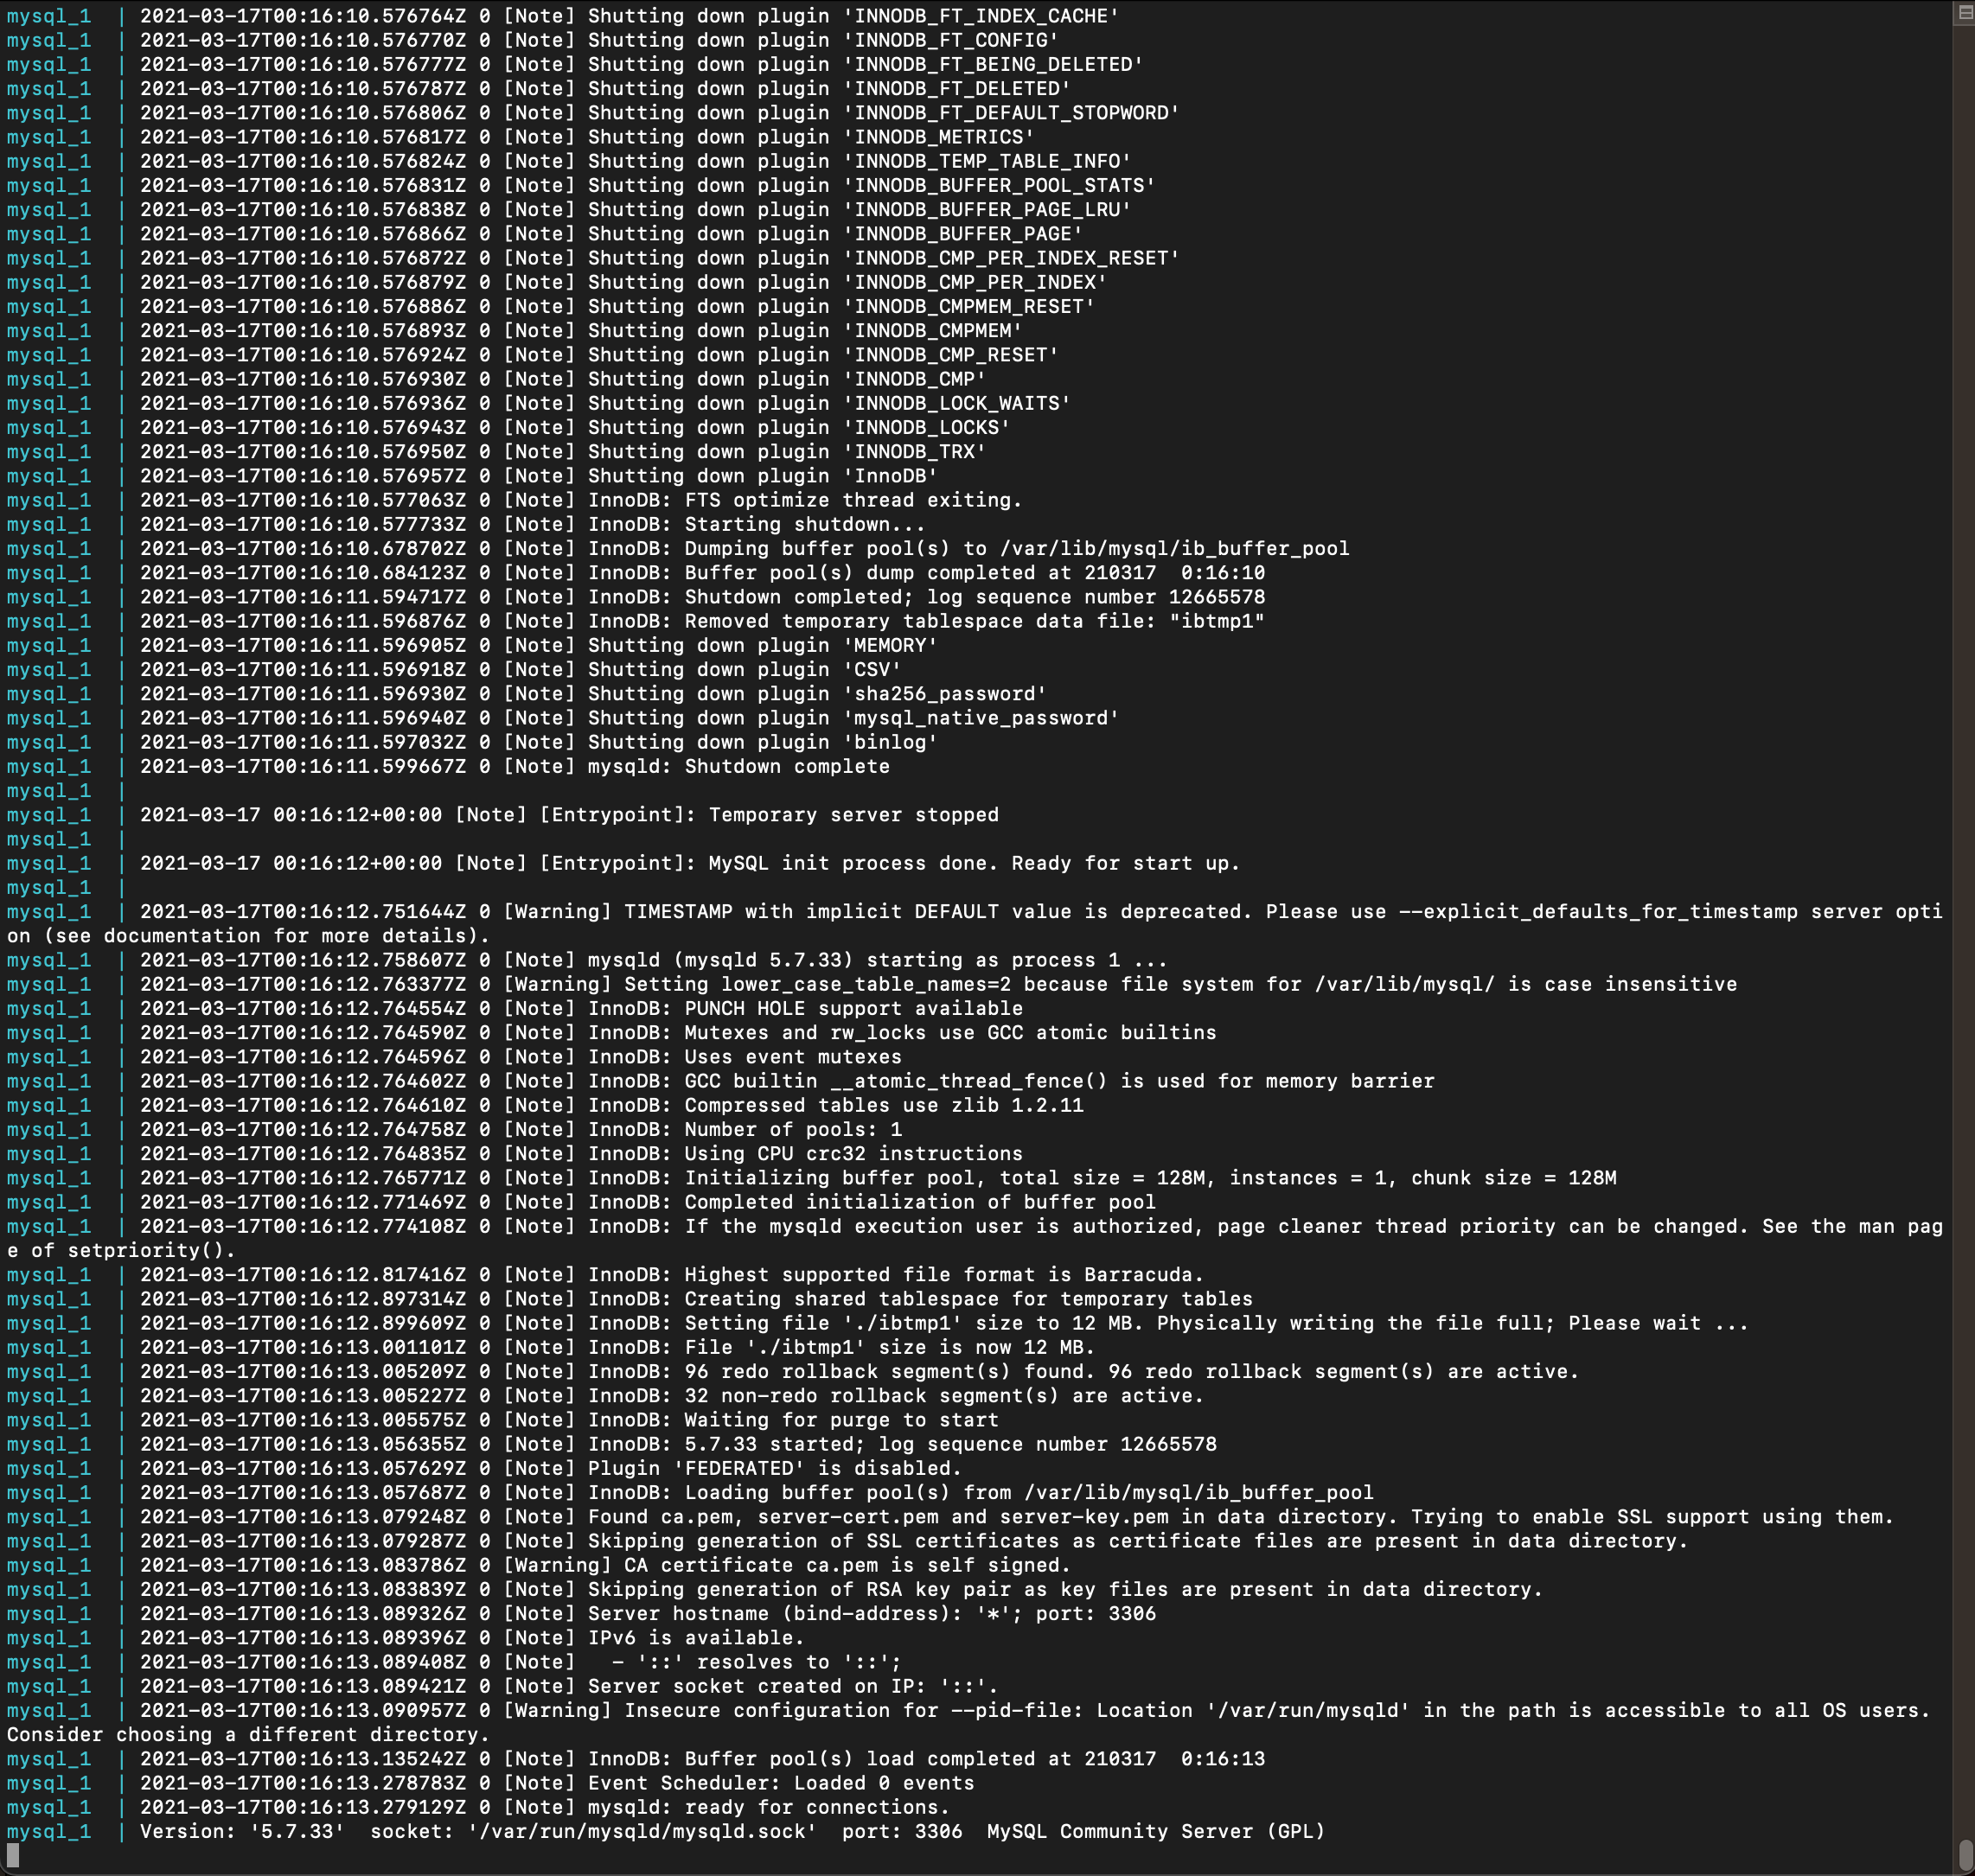 mysql_1  | 2021-03-17T00:16:10.576764Z 0 [Note] Shutting down plugin 'INNODB_FT_INDEX_CACHE'
mysql_1  | 2021-03-17T00:16:10.576770Z 0 [Note] Shutting down plugin 'INNODB_FT_CONFIG'
mysql_1  | 2021-03-17T00:16:10.576777Z 0 [Note] Shutting down plugin 'INNODB_FT_BEING_DELETED'
mysql_1  | 2021-03-17T00:16:10.576787Z 0 [Note] Shutting down plugin 'INNODB_FT_DELETED'
mysql_1  | 2021-03-17T00:16:10.576806Z 0 [Note] Shutting down plugin 'INNODB_FT_DEFAULT_STOPWORD'
mysql_1  | 2021-03-17T00:16:10.576817Z 0 [Note] Shutting down plugin 'INNODB_METRICS'
mysql_1  | 2021-03-17T00:16:10.576824Z 0 [Note] Shutting down plugin 'INNODB_TEMP_TABLE_INFO'
mysql_1  | 2021-03-17T00:16:10.576831Z 0 [Note] Shutting down plugin 'INNODB_BUFFER_POOL_STATS'
mysql_1  | 2021-03-17T00:16:10.576838Z 0 [Note] Shutting down plugin 'INNODB_BUFFER_PAGE_LRU'
mysql_1  | 2021-03-17T00:16:10.576866Z 0 [Note] Shutting down plugin 'INNODB_BUFFER_PAGE'
mysql_1  | 2021-03-17T00:16:10.576872Z 0 [Note] Shutting down plugin 'INNODB_CMP_PER_INDEX_RESET'
mysql_1  | 2021-03-17T00:16:10.576879Z 0 [Note] Shutting down plugin 'INNODB_CMP_PER_INDEX'
mysql_1  | 2021-03-17T00:16:10.576886Z 0 [Note] Shutting down plugin 'INNODB_CMPMEM_RESET'
mysql_1  | 2021-03-17T00:16:10.576893Z 0 [Note] Shutting down plugin 'INNODB_CMPMEM'
mysql_1  | 2021-03-17T00:16:10.576924Z 0 [Note] Shutting down plugin 'INNODB_CMP_RESET'
mysql_1  | 2021-03-17T00:16:10.576930Z 0 [Note] Shutting down plugin 'INNODB_CMP'
mysql_1  | 2021-03-17T00:16:10.576936Z 0 [Note] Shutting down plugin 'INNODB_LOCK_WAITS'
mysql_1  | 2021-03-17T00:16:10.576943Z 0 [Note] Shutting down plugin 'INNODB_LOCKS'
mysql_1  | 2021-03-17T00:16:10.576950Z 0 [Note] Shutting down plugin 'INNODB_TRX'
mysql_1  | 2021-03-17T00:16:10.576957Z 0 [Note] Shutting down plugin 'InnoDB'
mysql_1  | 2021-03-17T00:16:10.577063Z 0 [Note] InnoDB: FTS optimize thread exiting.
mysql_1  | 2021-03-17T00:16:10.577733Z 0 [Note] InnoDB: Starting shutdown...
mysql_1  | 2021-03-17T00:16:10.678702Z 0 [Note] InnoDB: Dumping buffer pool(s) to /var/lib/mysql/ib_buffer_pool
mysql_1  | 2021-03-17T00:16:10.684123Z 0 [Note] InnoDB: Buffer pool(s) dump completed at 210317  0:16:10
mysql_1  | 2021-03-17T00:16:11.594717Z 0 [Note] InnoDB: Shutdown completed; log sequence number 12665578
mysql_1  | 2021-03-17T00:16:11.596876Z 0 [Note] InnoDB: Removed temporary tablespace data file: "ibtmp1"
mysql_1  | 2021-03-17T00:16:11.596905Z 0 [Note] Shutting down plugin 'MEMORY'
mysql_1  | 2021-03-17T00:16:11.596918Z 0 [Note] Shutting down plugin 'CSV'
mysql_1  | 2021-03-17T00:16:11.596930Z 0 [Note] Shutting down plugin 'sha256_password'
mysql_1  | 2021-03-17T00:16:11.596940Z 0 [Note] Shutting down plugin 'mysql_native_password'
mysql_1  | 2021-03-17T00:16:11.597032Z 0 [Note] Shutting down plugin 'binlog'
mysql_1  | 2021-03-17T00:16:11.599667Z 0 [Note] mysqld: Shutdown complete
mysql_1  |
mysql_1  | 2021-03-17 00:16:12+00:00 [Note] [Entrypoint]: Temporary server stopped
mysql_1  |
mysql_1  | 2021-03-17 00:16:12+00:00 [Note] [Entrypoint]: MySQL init process done. Ready for start up.
mysql_1  |
mysql_1  | 2021-03-17T00:16:12.751644Z 0 [Warning] TIMESTAMP with implicit DEFAULT value is deprecated. Please use --explicit_defaults_for_timestamp server opti
on (see documentation for more details).
mysql_1  | 2021-03-17T00:16:12.758607Z 0 [Note] mysqld (mysqld 5.7.33) starting as process 1 ...
mysql_1  | 2021-03-17T00:16:12.763377Z 0 [Warning] Setting lower_case_table_names=2 because file system for /var/lib/mysql/ is case insensitive
mysql_1  | 2021-03-17T00:16:12.764554Z 0 [Note] InnoDB: PUNCH HOLE support available
mysql_1  | 2021-03-17T00:16:12.764590Z 0 [Note] InnoDB: Mutexes and rw_locks use GCC atomic builtins
mysql_1  | 2021-03-17T00:16:12.764596Z 0 [Note] InnoDB: Uses event mutexes
mysql_1  | 2021-03-17T00:16:12.764602Z 0 [Note] InnoDB: GCC builtin __atomic_thread_fence() is used for memory barrier
mysql_1  | 2021-03-17T00:16:12.764610Z 0 [Note] InnoDB: Compressed tables use zlib 1.2.11
mysql_1  | 2021-03-17T00:16:12.764758Z 0 [Note] InnoDB: Number of pools: 1
mysql_1  | 2021-03-17T00:16:12.764835Z 0 [Note] InnoDB: Using CPU crc32 instructions
mysql_1  | 2021-03-17T00:16:12.765771Z 0 [Note] InnoDB: Initializing buffer pool, total size = 128M, instances = 1, chunk size = 128M
mysql_1  | 2021-03-17T00:16:12.771469Z 0 [Note] InnoDB: Completed initialization of buffer pool
mysql_1  | 2021-03-17T00:16:12.774108Z 0 [Note] InnoDB: If the mysqld execution user is authorized, page cleaner thread priority can be changed. See the man pag
e of setpriority().
mysql_1  | 2021-03-17T00:16:12.817416Z 0 [Note] InnoDB: Highest supported file format is Barracuda.
mysql_1  | 2021-03-17T00:16:12.897314Z 0 [Note] InnoDB: Creating shared tablespace for temporary tables
mysql_1  | 2021-03-17T00:16:12.899609Z 0 [Note] InnoDB: Setting file './ibtmp1' size to 12 MB. Physically writing the file full; Please wait ...
mysql_1  | 2021-03-17T00:16:13.001101Z 0 [Note] InnoDB: File './ibtmp1' size is now 12 MB.
mysql_1  | 2021-03-17T00:16:13.005209Z 0 [Note] InnoDB: 96 redo rollback segment(s) found. 96 redo rollback segment(s) are active.
mysql_1  | 2021-03-17T00:16:13.005227Z 0 [Note] InnoDB: 32 non-redo rollback segment(s) are active.
mysql_1  | 2021-03-17T00:16:13.005575Z 0 [Note] InnoDB: Waiting for purge to start
mysql_1  | 2021-03-17T00:16:13.056355Z 0 [Note] InnoDB: 5.7.33 started; log sequence number 12665578
mysql_1  | 2021-03-17T00:16:13.057629Z 0 [Note] Plugin 'FEDERATED' is disabled.
mysql_1  | 2021-03-17T00:16:13.057687Z 0 [Note] InnoDB: Loading buffer pool(s) from /var/lib/mysql/ib_buffer_pool
mysql_1  | 2021-03-17T00:16:13.079248Z 0 [Note] Found ca.pem, server-cert.pem and server-key.pem in data directory. Trying to enable SSL support using them.
mysql_1  | 2021-03-17T00:16:13.079287Z 0 [Note] Skipping generation of SSL certificates as certificate files are present in data directory.
mysql_1  | 2021-03-17T00:16:13.083786Z 0 [Warning] CA certificate ca.pem is self signed.
mysql_1  | 2021-03-17T00:16:13.083839Z 0 [Note] Skipping generation of RSA key pair as key files are present in data directory.
mysql_1  | 2021-03-17T00:16:13.089326Z 0 [Note] Server hostname (bind-address): '*'; port: 3306
mysql_1  | 2021-03-17T00:16:13.089396Z 0 [Note] IPv6 is available.
mysql_1  | 2021-03-17T00:16:13.089408Z 0 [Note]   - '::' resolves to '::';
mysql_1  | 2021-03-17T00:16:13.089421Z 0 [Note] Server socket created on IP: '::'.
mysql_1  | 2021-03-17T00:16:13.090957Z 0 [Warning] Insecure configuration for --pid-file: Location '/var/run/mysqld' in the path is accessible to all OS users.
Consider choosing a different directory.
mysql_1  | 2021-03-17T00:16:13.135242Z 0 [Note] InnoDB: Buffer pool(s) load completed at 210317  0:16:13
mysql_1  | 2021-03-17T00:16:13.278783Z 0 [Note] Event Scheduler: Loaded 0 events
mysql_1  | 2021-03-17T00:16:13.279129Z 0 [Note] mysqld: ready for connections.
mysql_1  | Version: '5.7.33'  socket: '/var/run/mysqld/mysqld.sock'  port: 3306  MySQL Community Server (GPL)